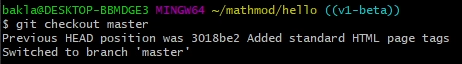 bakla@DESKTOP-BBMDGE3 MINGW64 ~/mathmod/hello ((v1-beta))
$ git checkout master
Previous HEAD position was 3018be2 Added standard HTML page tags
Switched to branch 'master'